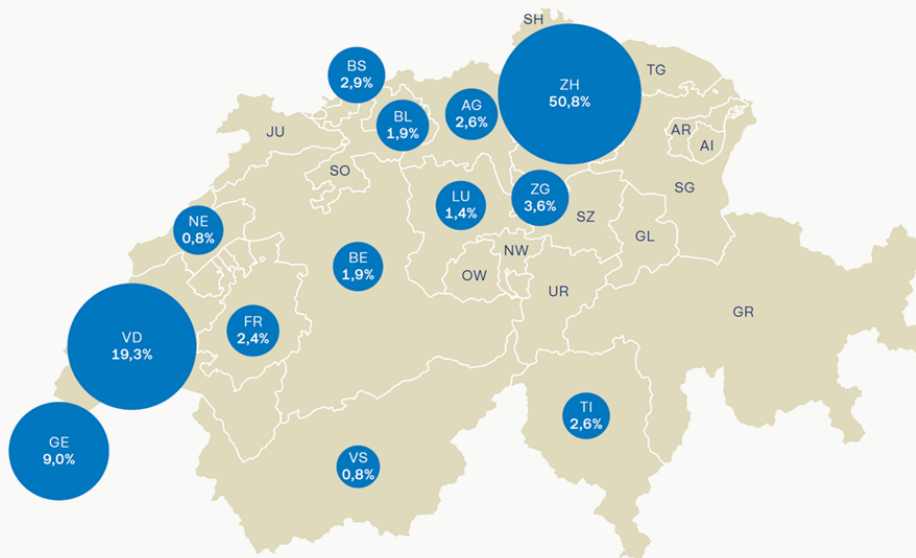 SH
ZH
50,8%
TG
BS
2,9%
AG
2,6%
BL
1,9%
JU
AR
AI
SO
SG
ZG
3,6%
LU
1,4%
SZ
NE
0,8%
GL
NW
BE
1,9%
OW
UR
GR
FR
2,4%
VD
19,3%
TI
2,6%
GE
9,0%
VS
0,8%